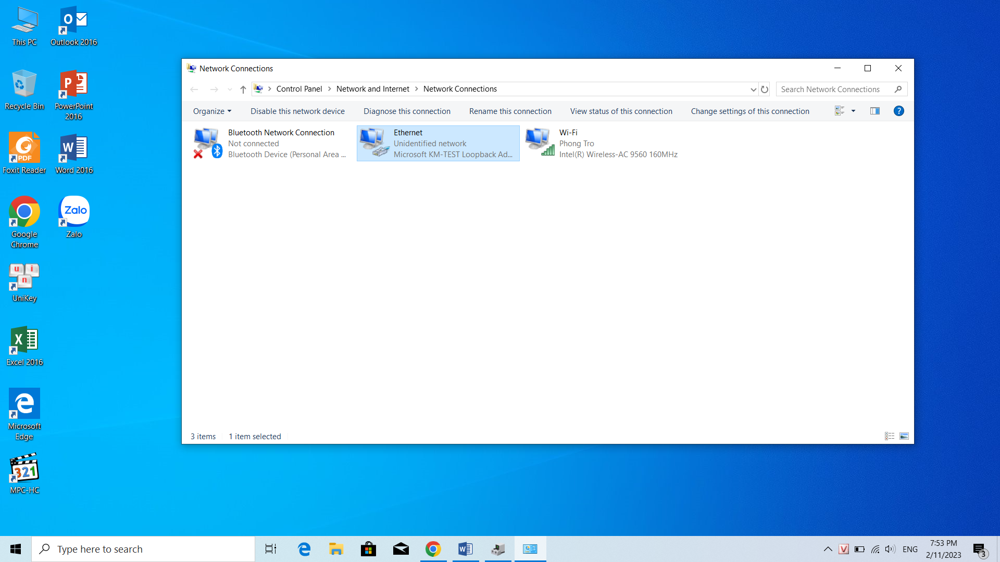 This PC
Outlook 2016
Recycle Bin
PowerPoint
2016
PDF
Foxit Reader
Word 2016
Google
Chrome
Zalo
Zalo
u i n
UniKey
Excel 2016
Microsoft
Edge
321
MPC-HC
Network Connections
Control Panel > Network and Internet > Network Connections
Search Network Connections
Organize
Disable this network device
Diagnose this connection
Rename this connection
View status of this connection
Change settings of this connection
?
Bluetooth Network Connection
Not connected
Bluetooth Device (Personal Area ...
Ethernet
Unidentified network
Microsoft KM-TEST Loopback Ad...
Wi-Fi
Phong Tro
Intel(R) Wireless-AC 9560 160MHz
3 items
1 item selected
Type here to search
V
ENG
7:53 PM
2/11/2023
3